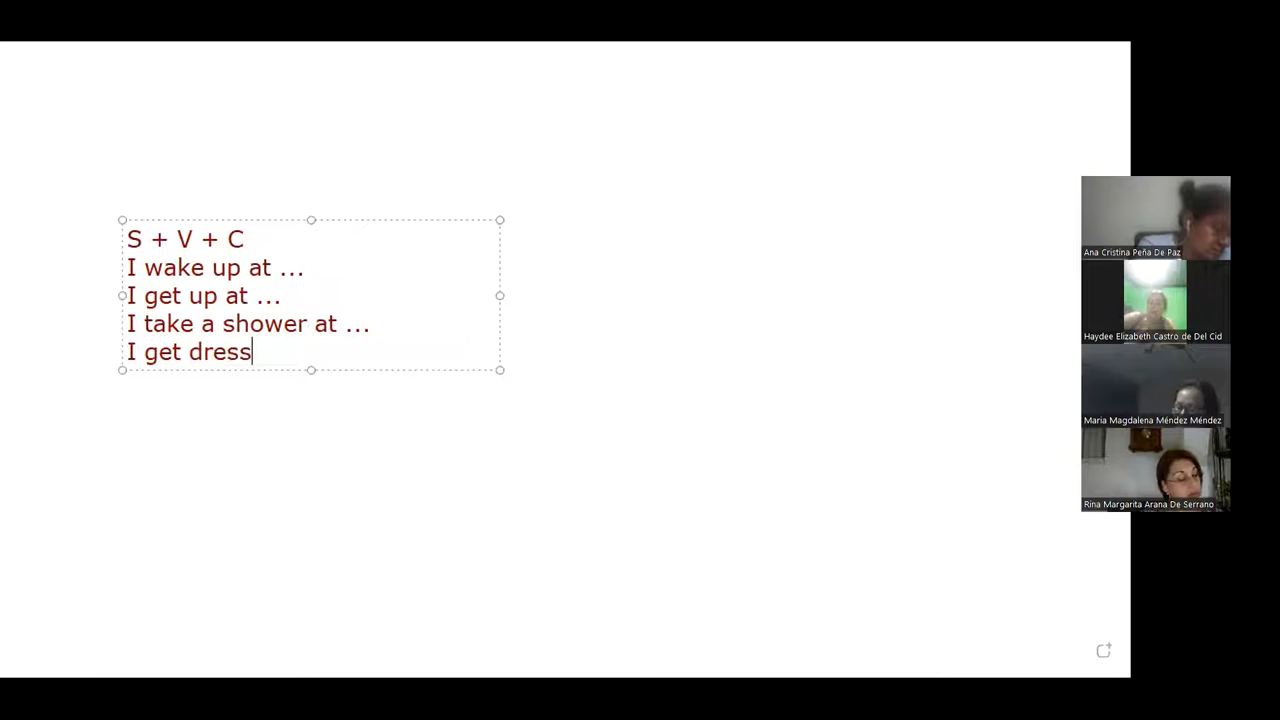 S + V + C
I wake up at ...
I get up at ...
I take a shower at ...
I get dress
Ana Cristina Peña De Paz
Haydee Elizabeth Castro de Del Cid
Maria Magdalena Méndez Méndez
Rina Margarita Arana De Serrano